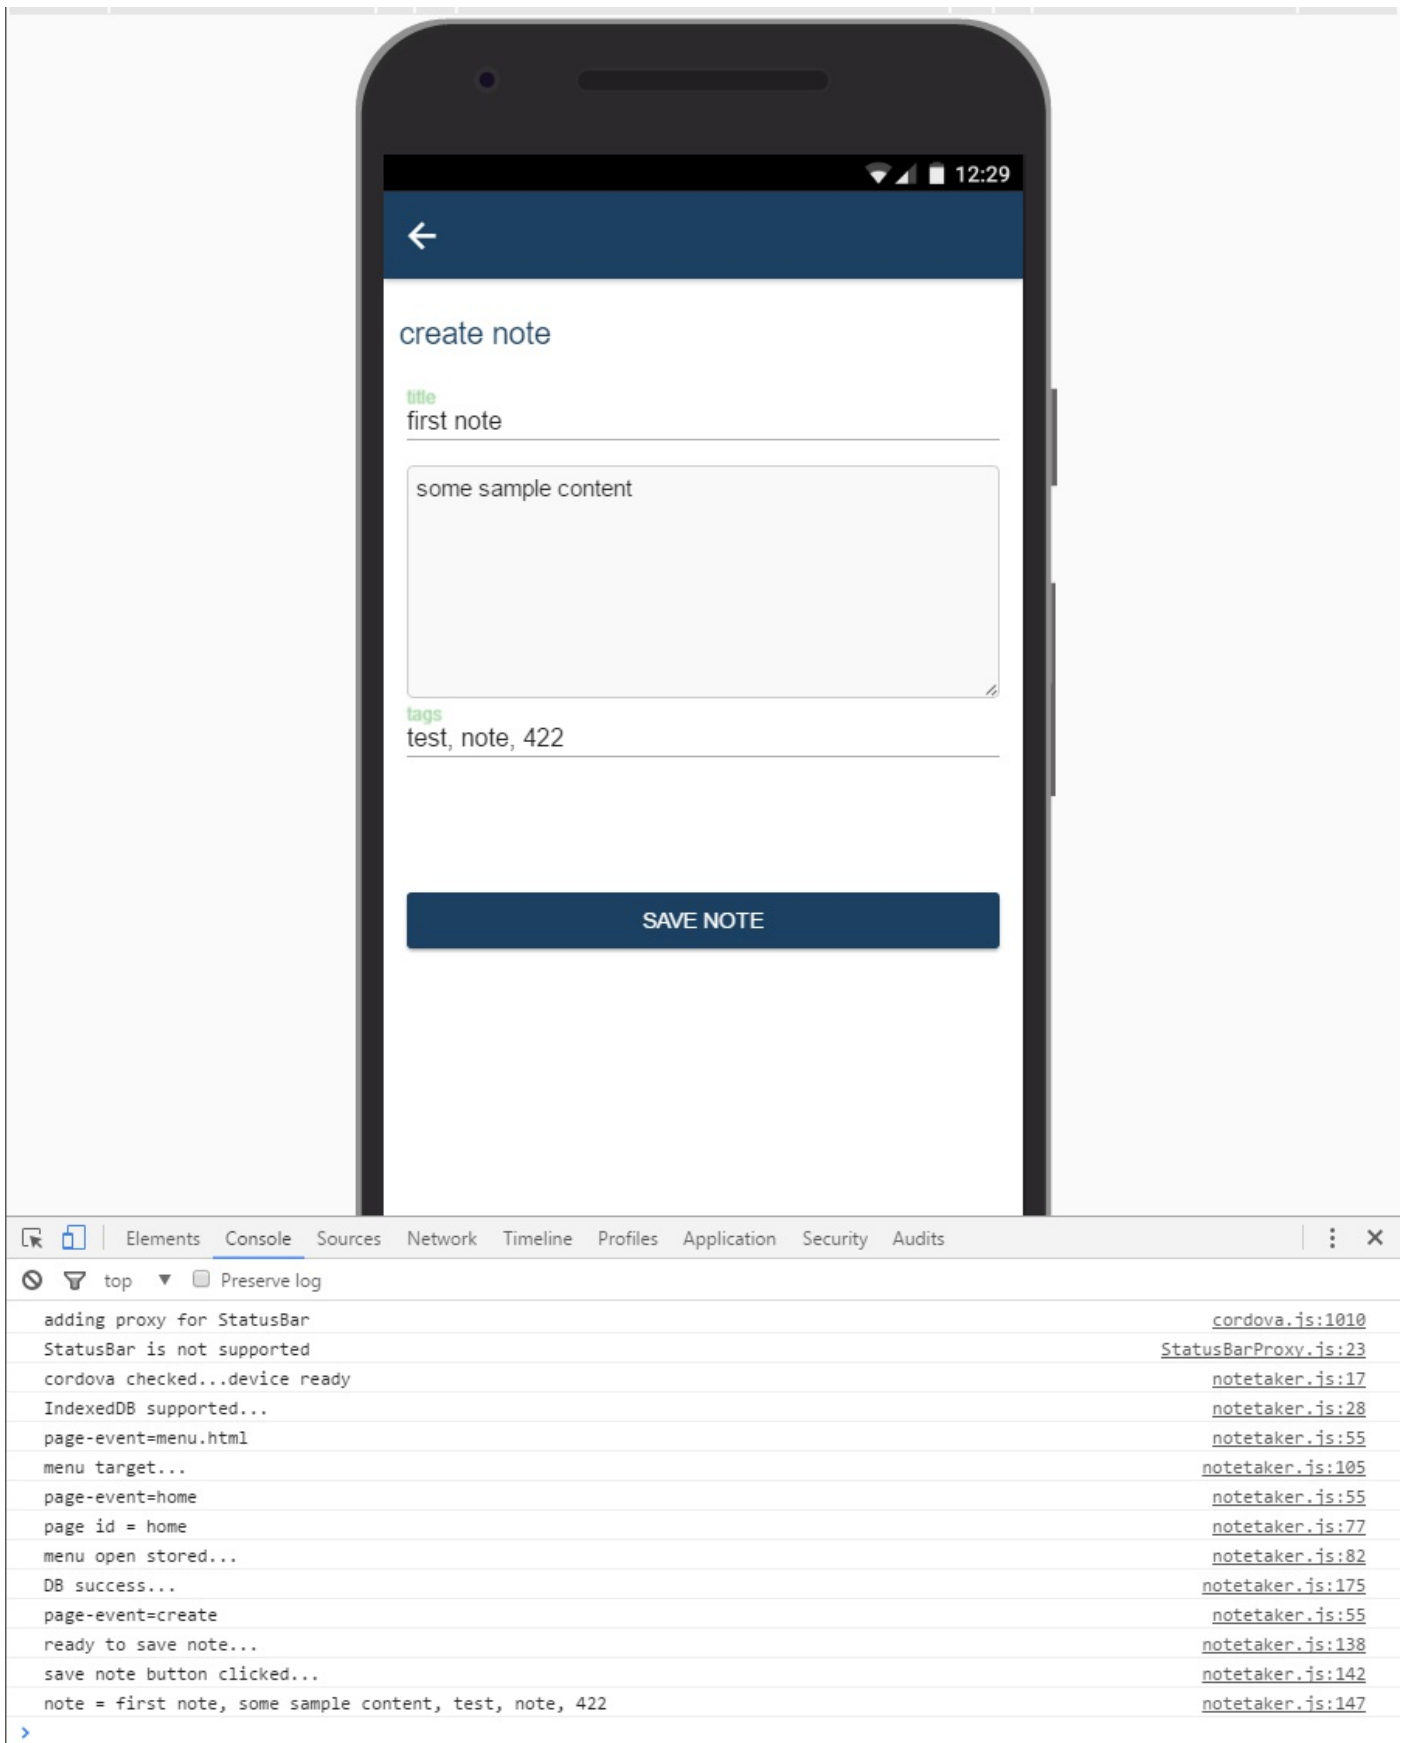 12:29
create note
title
first note
some sample content
tags
test, note, 422
SAVE NOTE
Elements Console Sources Network Timeline Profiles Application Security Audits
top Preserve log
adding proxy for StatusBar cordova.js:1010
StatusBar is not supported StatusBarProxy.js:23
cordova checked...device ready notetaker.js:17
IndexedDB supported... notetaker.js:28
page-event=menu.html notetaker.js:55
menu target... notetaker.js:105
page-event=home notetaker.js:55
page id = home notetaker.js:77
menu open stored... notetaker.js:82
DB success... notetaker.js:175
page-event=create notetaker.js:55
ready to save note... notetaker.js:138
save note button clicked... notetaker.js:142
note = first note, some sample content, test, note, 422 notetaker.js:147